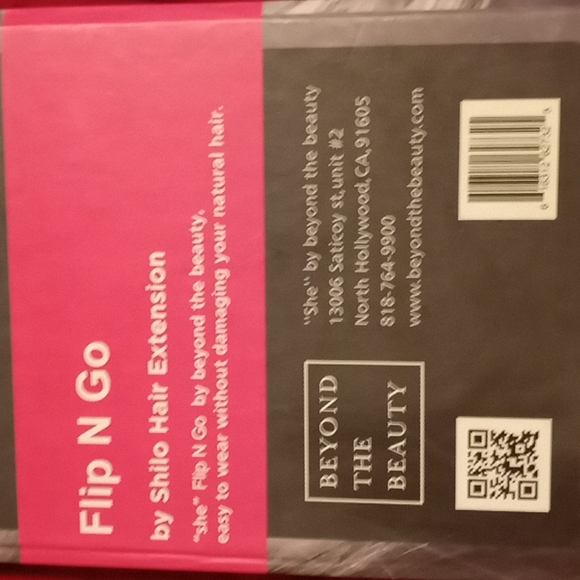 Flip N Go
by Shilo Hair Extension
"she" Flip N Go by beyond the beauty,
easy to wear without damaging your natural hair.
BEYOND
THE
BEAUTY
"She" by beyond the beauty
13006 Saticoy st,unit #2
North Hollywood,CA,91605
818-764-9900
www.beyondthebeauty.com